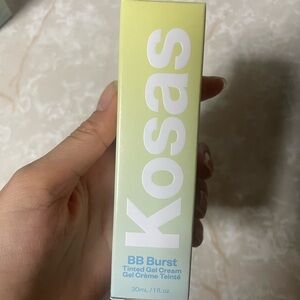 Kosas
BB Burst
Tinted Gel Cream
Gel Crème Teinté
30mL / 1 fl oz